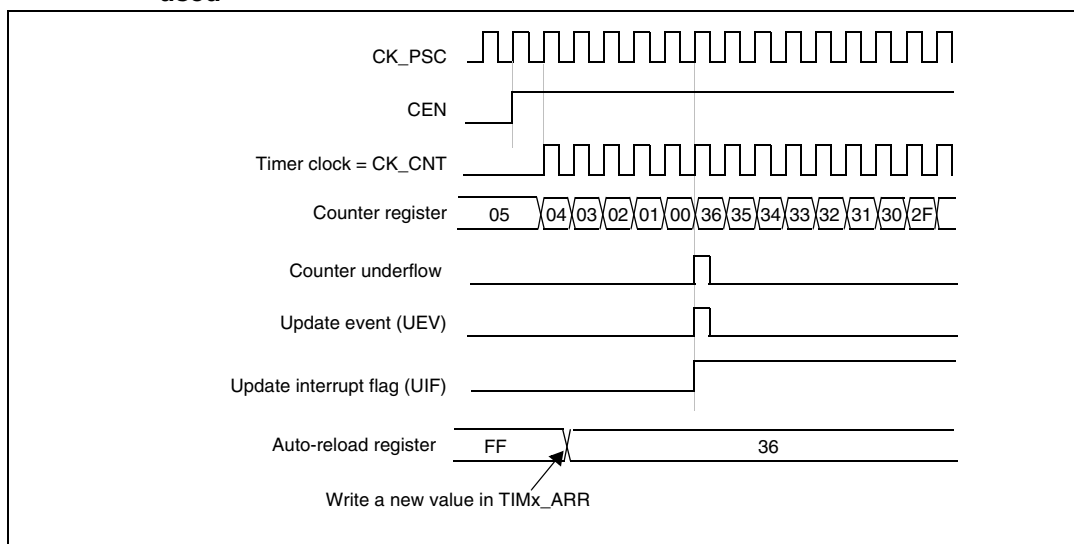 used
CK_PSC
CEN
Timer clock = CK_CNT
Counter register 05 04 03 02 01 00 36 35 34 33 32 31 30 2F
Counter underflow
Update event (UEV)
Update interrupt flag (UIF)
Auto-reload register FF 36
Write a new value in TIMx_ARR